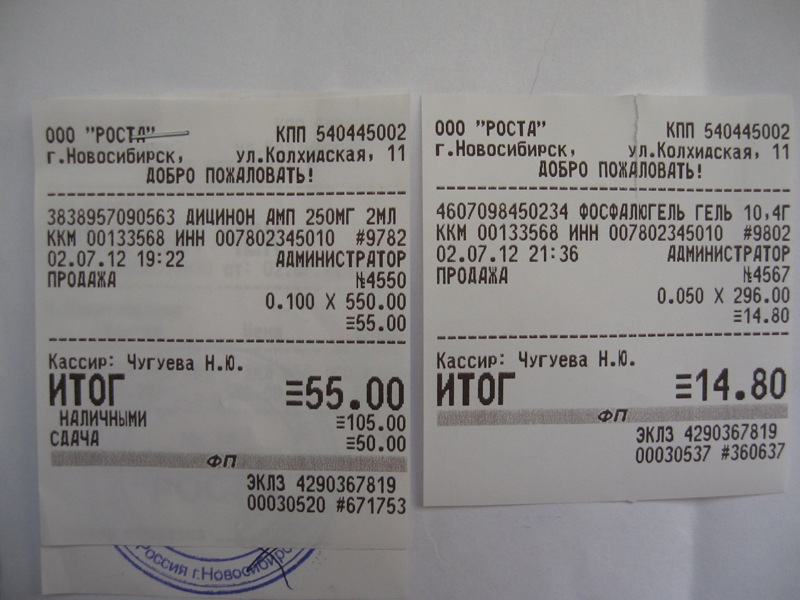 ООО "РОСТА" КПП 540445002
г.Новосибирск, ул.Колхидская, 11
ДОБРО ПОЖАЛОВАТЬ!
3838957090563 ДИЦИНОН АМП 250МГ 2МЛ
ККМ 00133568 ИНН 007802345010 #9782
02.07.12 19:22 АДМИНИСТРАТОР
ПРОДАЖА №4550
0.100 X 550.00
≡55.00
Кассир: Чугуева Н.Ю.
ИТОГ ≡55.00
НАЛИЧНЫМИ ≡105.00
СДАЧА ≡50.00
ФП
ЭКЛЗ 4290367819
00030520 #671753
Россия г.Новосибирск
ООО "РОСТА" КПП 540445002
г.Новосибирск, ул.Колхидская, 11
ДОБРО ПОЖАЛОВАТЬ!
4607098450234 ФОСФАЛЮГЕЛЬ ГЕЛЬ 10,4Г
ККМ 00133568 ИНН 007802345010 #9802
02.07.12 21:36 АДМИНИСТРАТОР
ПРОДАЖА №4567
0.050 X 296.00
≡14.80
Кассир: Чугуева Н.Ю.
ИТОГ ≡14.80
ФП
ЭКЛЗ 4290367819
00030537 #360637